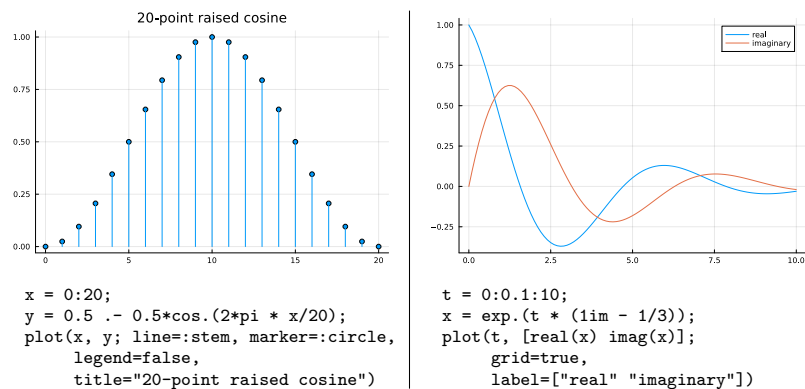 20-point raised cosine
1.00
0.75
0.50
0.25
0.00
0
5
10
15
20
x = 0:20;
y = 0.5 .- 0.5*cos.(2*pi * x/20);
plot(x, y; line=:stem, marker=:circle,
legend=false,
title="20-point raised cosine")
real
imaginary
1.00
0.75
0.50
0.25
0.00
−0.25
0.0
2.5
5.0
7.5
10.0
t = 0:0.1:10;
x = exp.(t * (1im - 1/3));
plot(t, [real(x) imag(x)];
grid=true,
label=["real" "imaginary"])